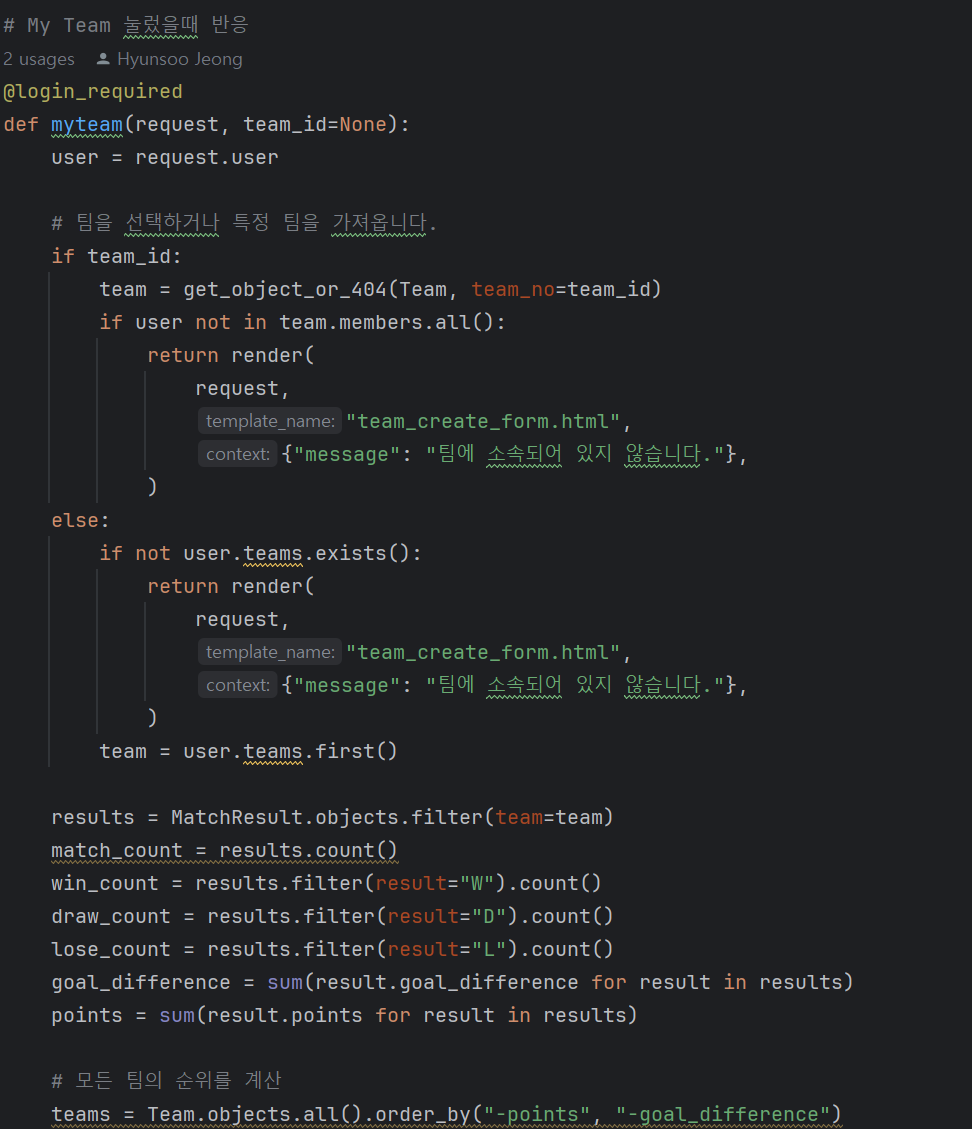 # My Team 눌렀을때 반응
2 usages Hyunsoo Jeong
@login_required
def myteam(request, team_id=None):
    user = request.user
    # 팀을 선택하거나 특정 팀을 가져옵니다.
    if team_id:
        team = get_object_or_404(Team, team_no=team_id)
        if user not in team.members.all():
            return render(
                request,
                template_name: "team_create_form.html",
                context: {"message": "팀에 소속되어 있지 않습니다."},
            )
    else:
        if not user.teams.exists():
            return render(
                request,
                template_name: "team_create_form.html",
                context: {"message": "팀에 소속되어 있지 않습니다."},
            )
        team = user.teams.first()
    results = MatchResult.objects.filter(team=team)
    match_count = results.count()
    win_count = results.filter(result="W").count()
    draw_count = results.filter(result="D").count()
    lose_count = results.filter(result="L").count()
    goal_difference = sum(result.goal_difference for result in results)
    points = sum(result.points for result in results)
    # 모든 팀의 순위를 계산
    teams = Team.objects.all().order_by("-points", "-goal_difference")